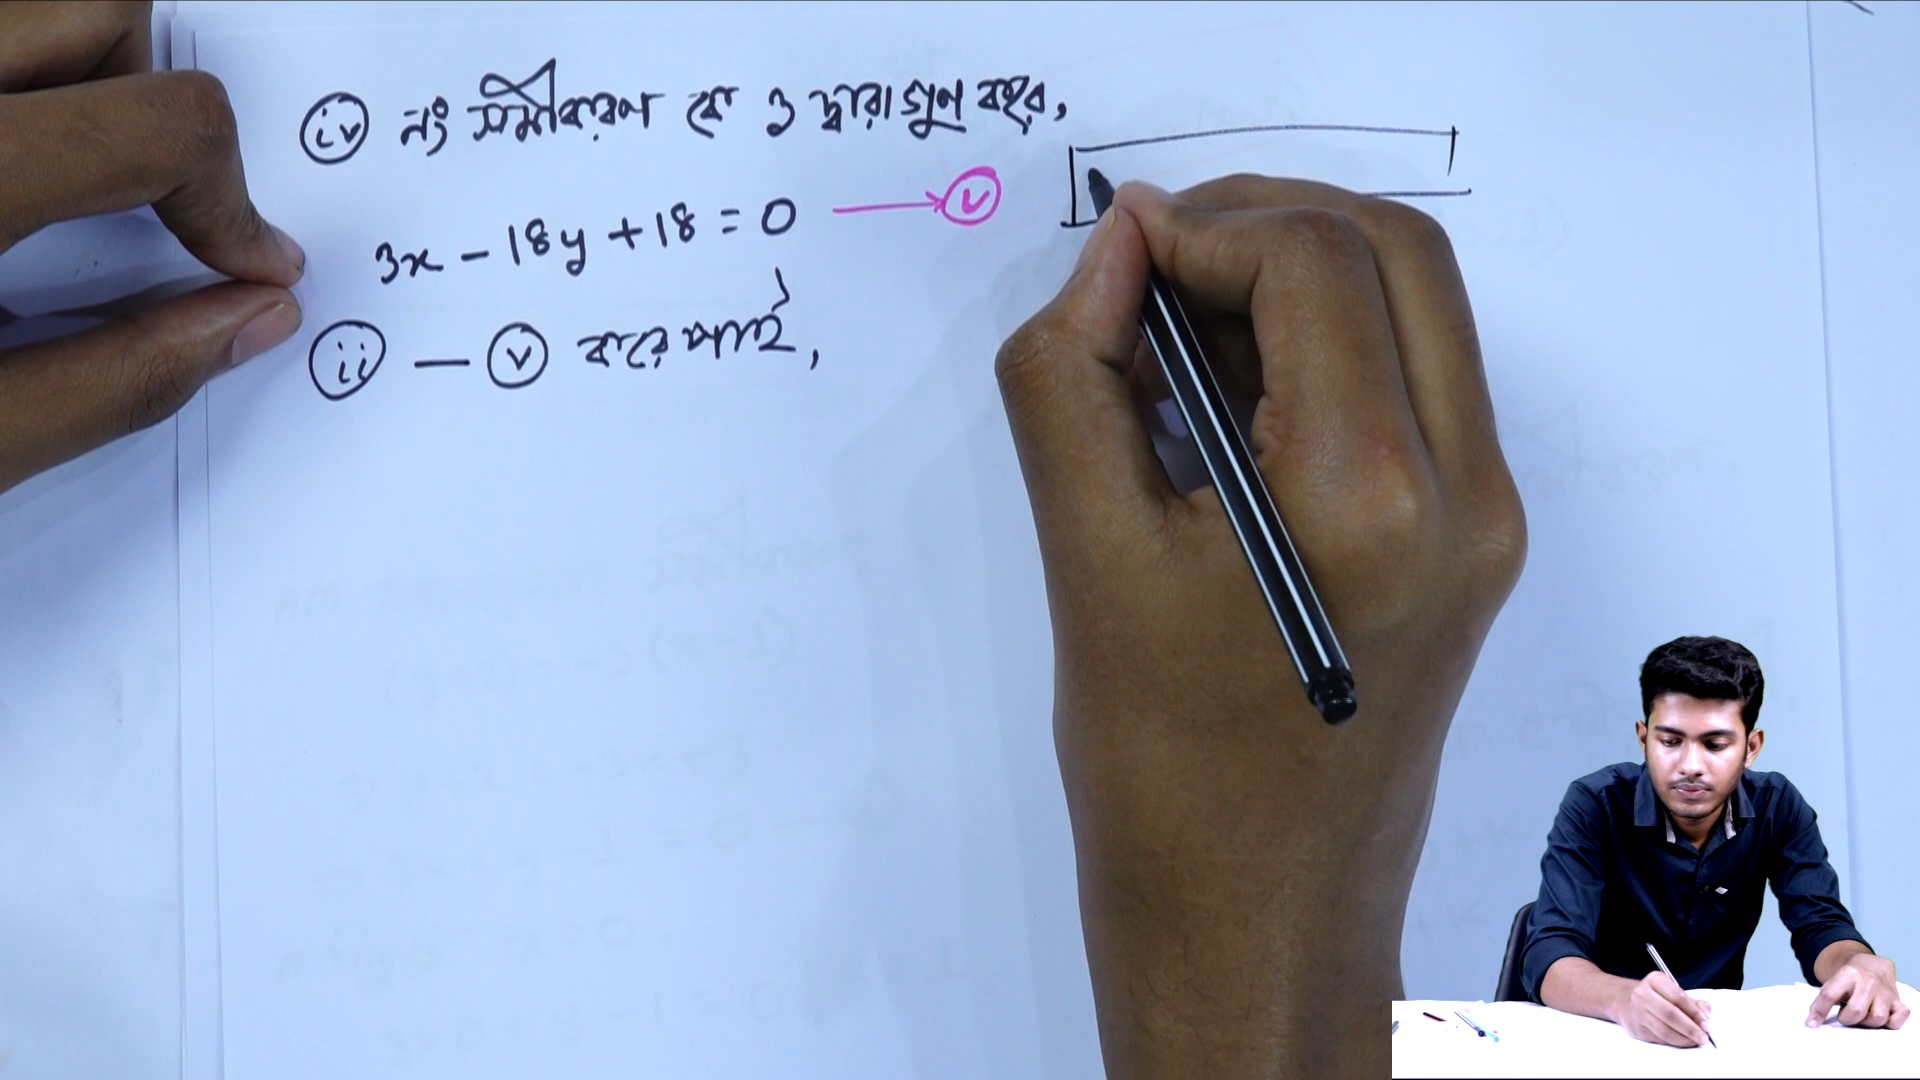 (iv) নং সমীকরণ কে 3 দ্বারা গুণ করে,
3x - 18y + 18 = 0 → (v)
(ii) — (v) করে পাই,